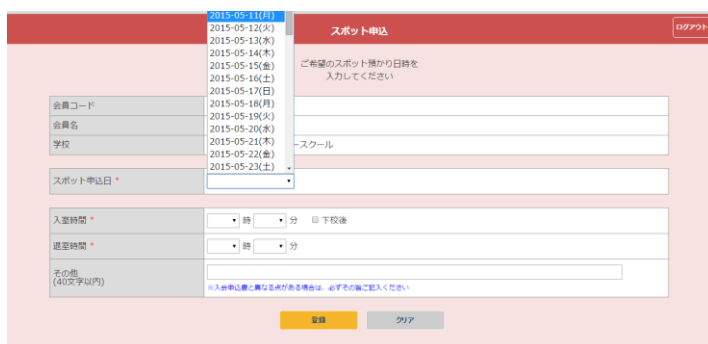 スポット申込
ログアウト
ご希望のスポット預かり日時を
入力してください
2015-05-11(月)
2015-05-12(火)
2015-05-13(水)
2015-05-14(木)
2015-05-15(金)
2015-05-16(土)
2015-05-17(日)
2015-05-18(月)
2015-05-19(火)
2015-05-20(水)
2015-05-21(木)
2015-05-22(金)
2015-05-23(土)
会員コード
会員名
学校
ースクール
スポット申込日 *
入室時間 * 時 分 下校後
退室時間 * 時 分
その他
(40文字以内)
※入会申込書と異なる点がある場合は、必ずその旨ご記入ください
登録 クリア